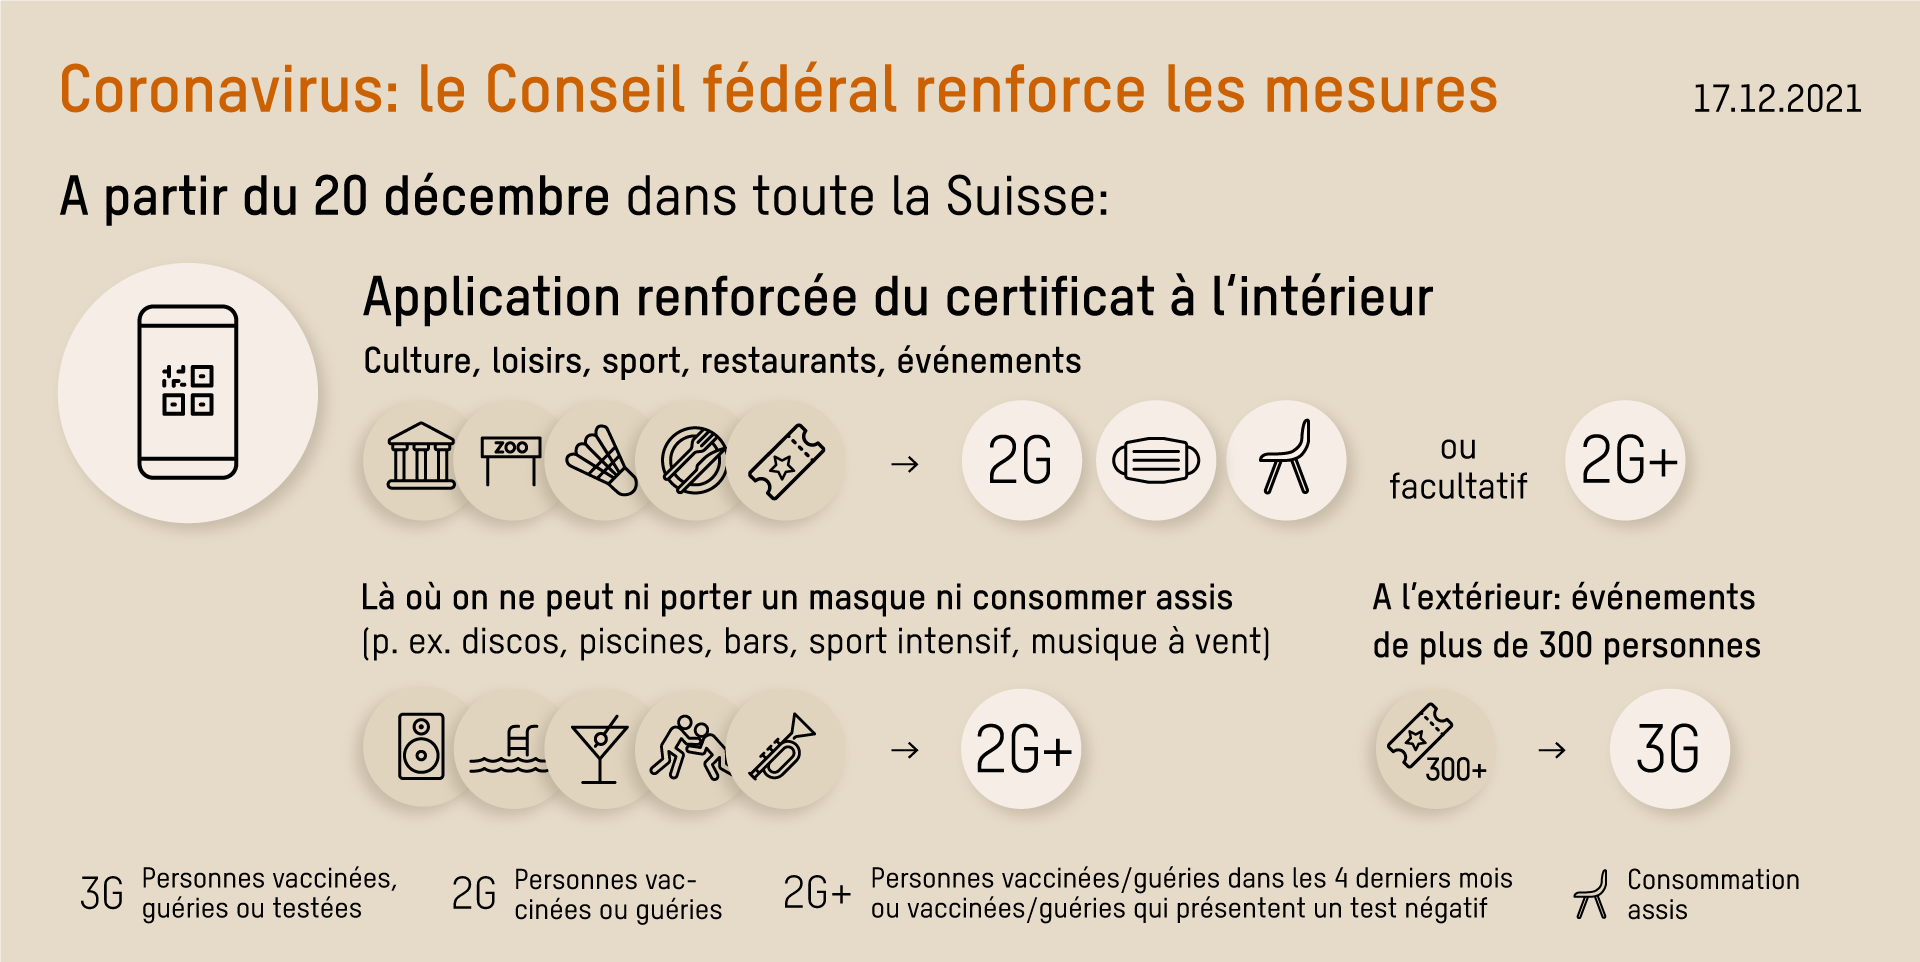 Coronavirus: le Conseil fédéral renforce les mesures
17.12.2021
A partir du 20 décembre dans toute la Suisse:
Application renforcée du certificat à l‘intérieur
Culture, loisirs, sport, restaurants, événements
ZOO
2G
ou
facultatif
2G+
Là où on ne peut ni porter un masque ni consommer assis
(p. ex. discos, piscines, bars, sport intensif, musique à vent)
2G+
A l’extérieur: événements
de plus de 300 personnes
300+
3G
3G
Personnes vaccinées,
guéries ou testées
2G
Personnes vac-
cinées ou guéries
2G+
Personnes vaccinées/guéries dans les 4 derniers mois
ou vaccinées/guéries qui présentent un test négatif
Consommation
assis